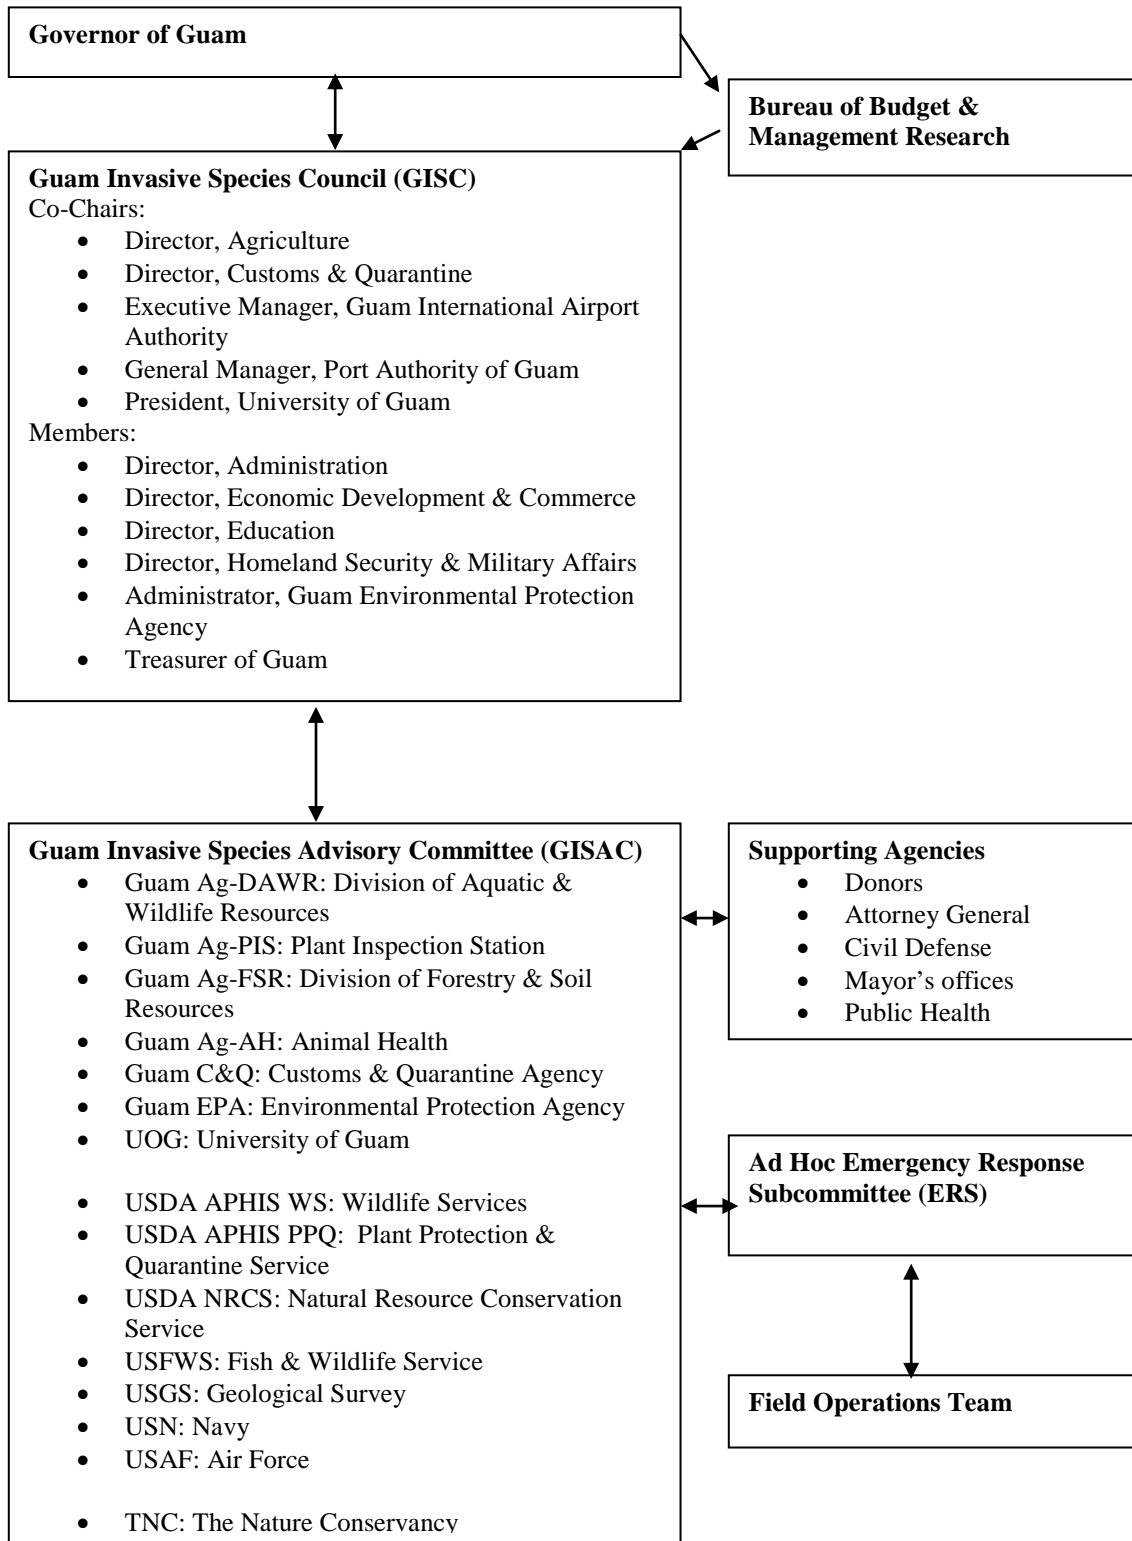 Governor of Guam
Bureau of Budget &
Management Research
Guam Invasive Species Council (GISC)
Co-Chairs:
• Director, Agriculture
• Director, Customs & Quarantine
• Executive Manager, Guam International Airport
Authority
• General Manager, Port Authority of Guam
• President, University of Guam
Members:
• Director, Administration
• Director, Economic Development & Commerce
• Director, Education
• Director, Homeland Security & Military Affairs
• Administrator, Guam Environmental Protection
Agency
• Treasurer of Guam
Guam Invasive Species Advisory Committee (GISAC)
• Guam Ag-DAWR: Division of Aquatic &
Wildlife Resources
• Guam Ag-PIS: Plant Inspection Station
• Guam Ag-FSR: Division of Forestry & Soil
Resources
• Guam Ag-AH: Animal Health
• Guam C&Q: Customs & Quarantine Agency
• Guam EPA: Environmental Protection Agency
• UOG: University of Guam
• USDA APHIS WS: Wildlife Services
• USDA APHIS PPQ:  Plant Protection &
Quarantine Service
• USDA NRCS: Natural Resource Conservation
Service
• USFWS: Fish & Wildlife Service
• USGS: Geological Survey
• USN: Navy
• USAF: Air Force
• TNC: The Nature Conservancy
Supporting Agencies
• Donors
• Attorney General
• Civil Defense
• Mayor’s offices
• Public Health
Ad Hoc Emergency Response
Subcommittee (ERS)
Field Operations Team